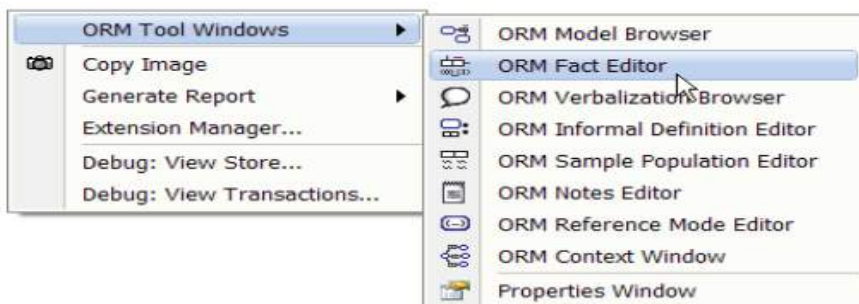 ORM Tool Windows
Copy Image
Generate Report
Extension Manager...
Debug: View Store...
Debug: View Transactions...
ORM Model Browser
ORM Fact Editor
ORM Verbalization Browser
ORM Informal Definition Editor
ORM Sample Population Editor
ORM Notes Editor
ORM Reference Mode Editor
ORM Context Window
Properties Window